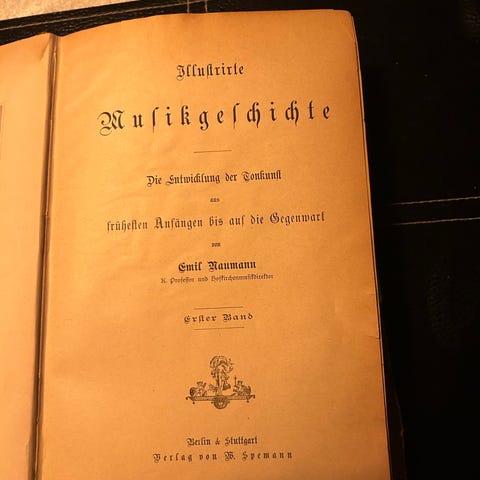 Illustrirte
Musikgeschichte
Die Entwicklung der Tonkunst
aus
frühesten Anfängen bis auf die Gegenwart
von
Emil Naumann
K. Professor und Hofkirchenmusikdirektor
Erster Band
Berlin & Stuttgart
Verlag von W. Spemann